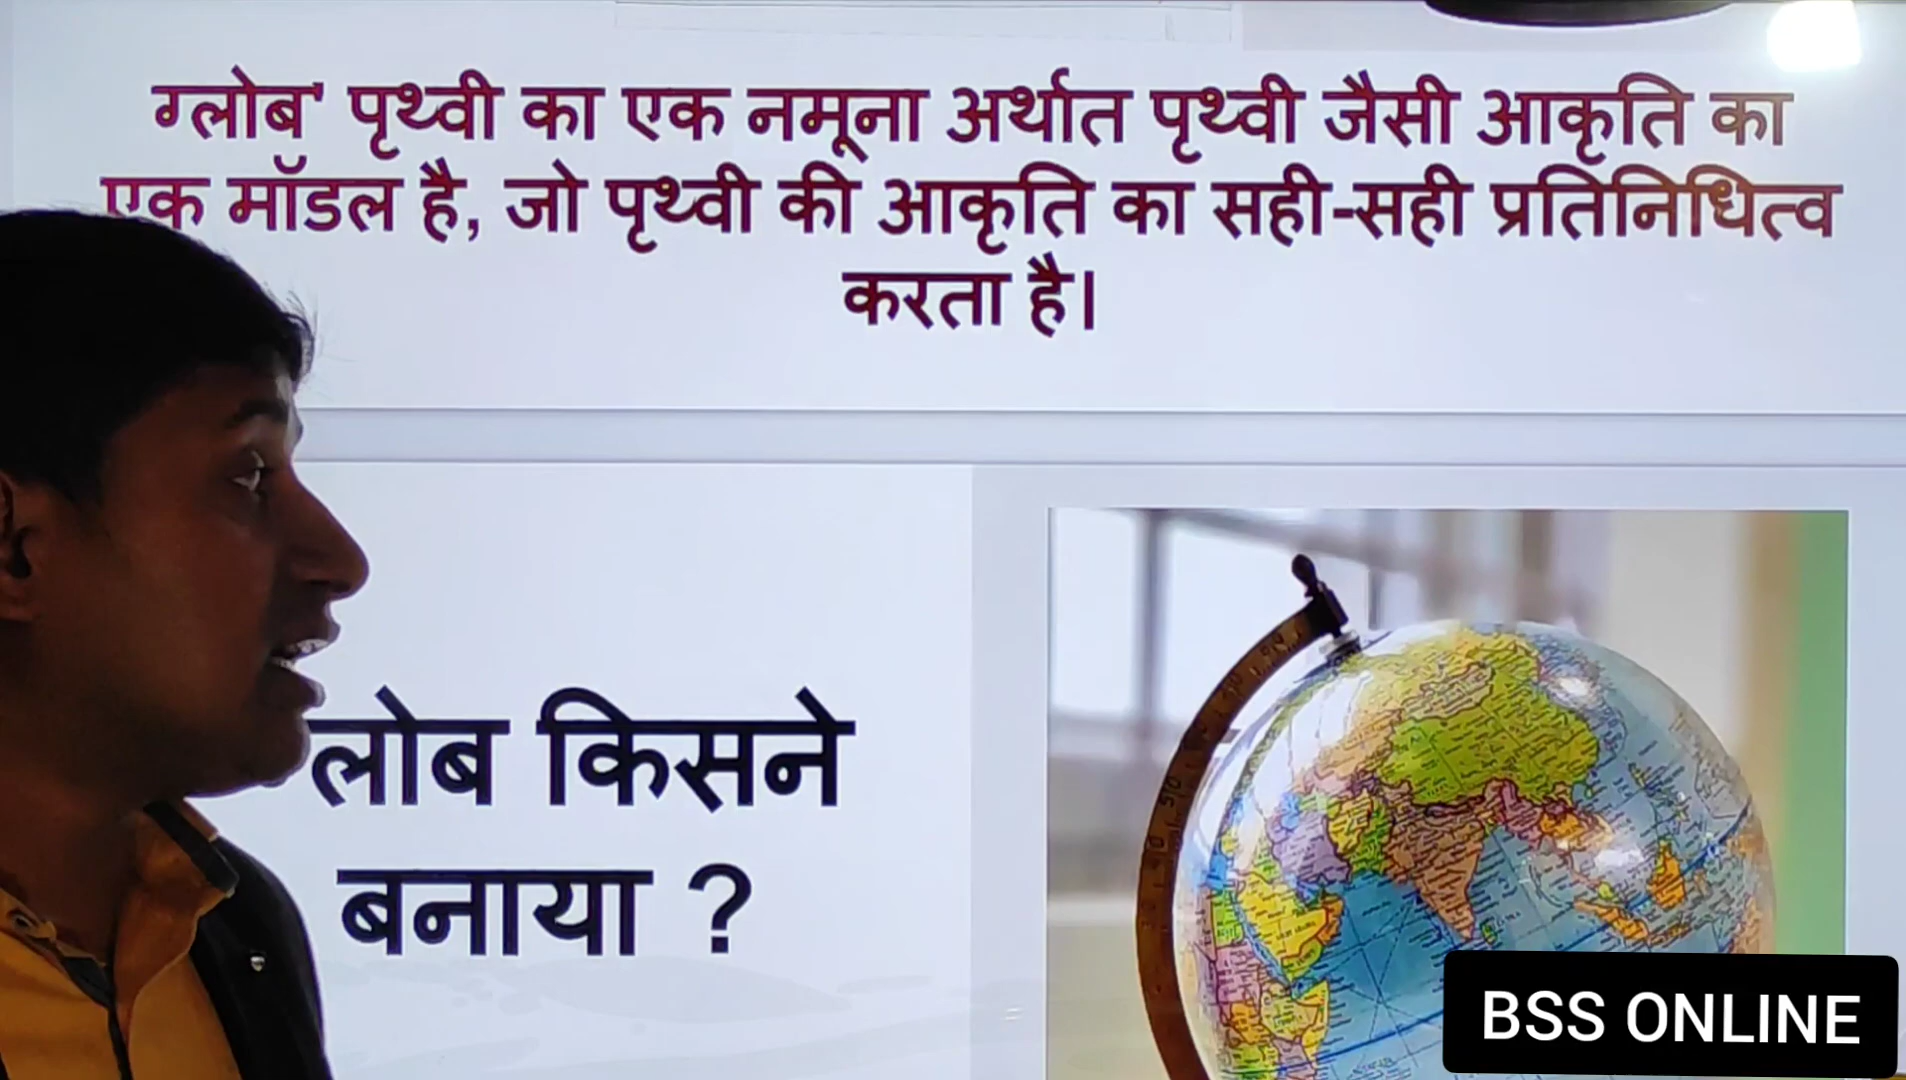 ग्लोब' पृथ्वी का एक नमूना अर्थात पृथ्वी जैसी आकृति का
एक मॉडल है, जो पृथ्वी की आकृति का सही-सही प्रतिनिधित्व
करता है।
लोब किसने
बनाया ?
BSS ONLINE